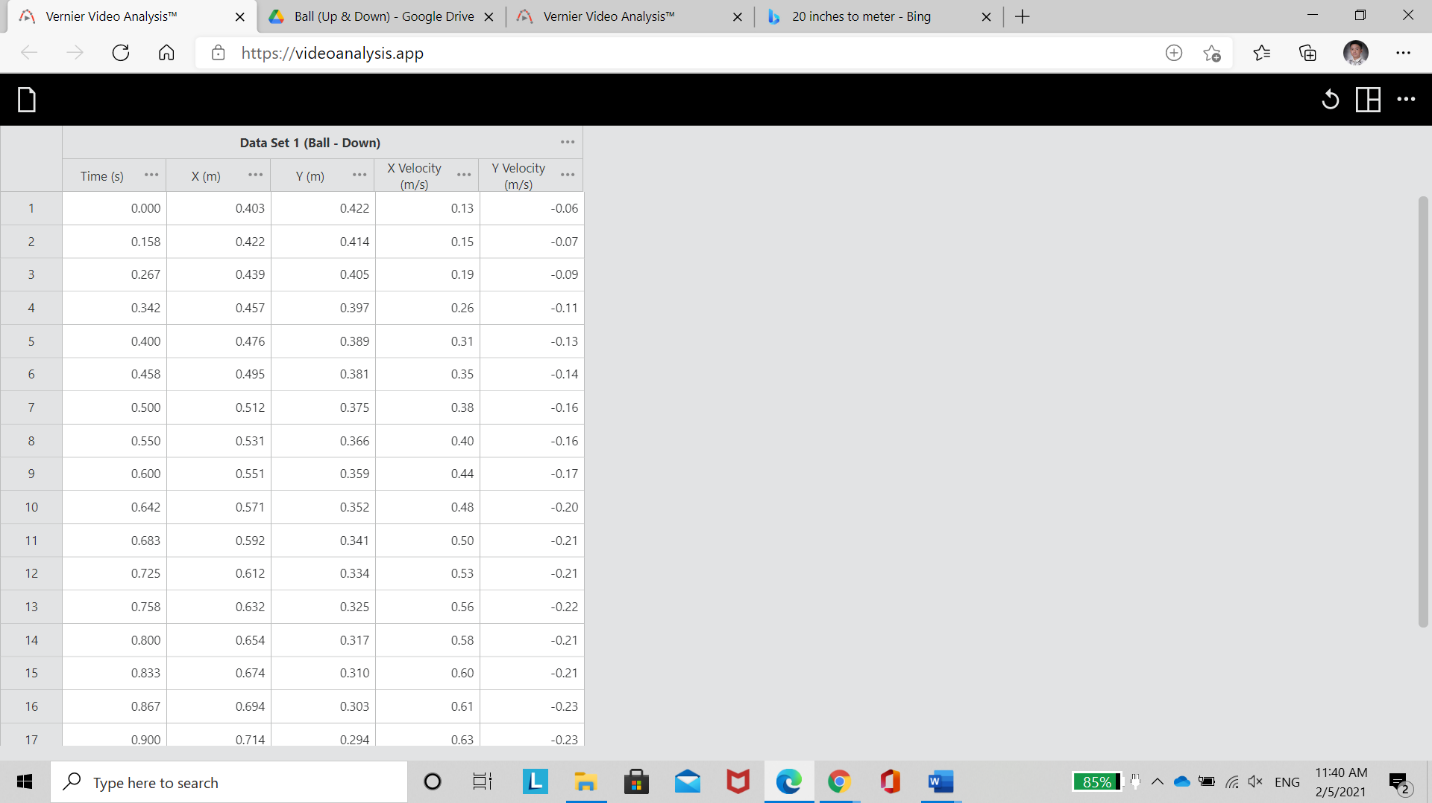 Vernier Video Analysis™ Ball (Up & Down) - Google Drive Vernier Video Analysis™ 20 inches to meter - Bing
https://videoanalysis.app
Data Set 1 (Ball - Down)
Time (s) X (m) Y (m) X Velocity (m/s) Y Velocity (m/s)
1 0.000 0.403 0.422 0.13 -0.06
2 0.158 0.422 0.414 0.15 -0.07
3 0.267 0.439 0.405 0.19 -0.09
4 0.342 0.457 0.397 0.26 -0.11
5 0.400 0.476 0.389 0.31 -0.13
6 0.458 0.495 0.381 0.35 -0.14
7 0.500 0.512 0.375 0.38 -0.16
8 0.550 0.531 0.366 0.40 -0.16
9 0.600 0.551 0.359 0.44 -0.17
10 0.642 0.571 0.352 0.48 -0.20
11 0.683 0.592 0.341 0.50 -0.21
12 0.725 0.612 0.334 0.53 -0.21
13 0.758 0.632 0.325 0.56 -0.22
14 0.800 0.654 0.317 0.58 -0.21
15 0.833 0.674 0.310 0.60 -0.21
16 0.867 0.694 0.303 0.61 -0.23
17 0.900 0.714 0.294 0.63 -0.23
Type here to search L W 85% ENG 11:40 AM
2/5/2021 2